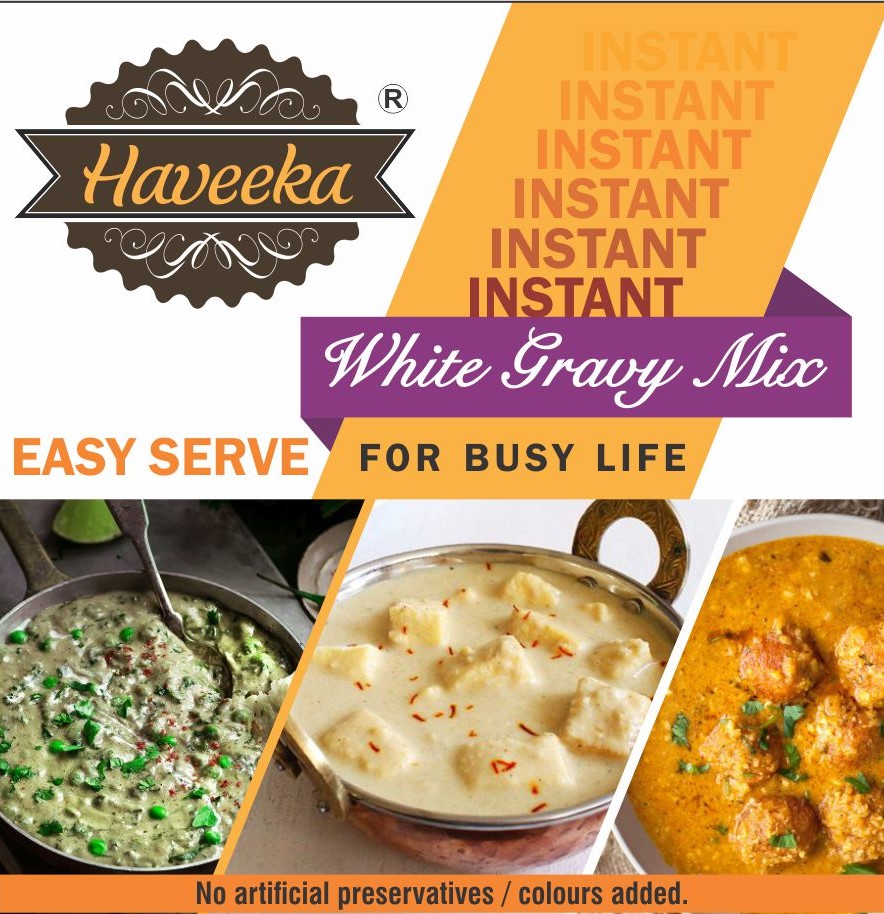 Haveeka
®
INSTANT
INSTANT
INSTANT
INSTANT
INSTANT
INSTANT
White Gravy Mix
EASY SERVE FOR BUSY LIFE
No artificial preservatives / colours added.